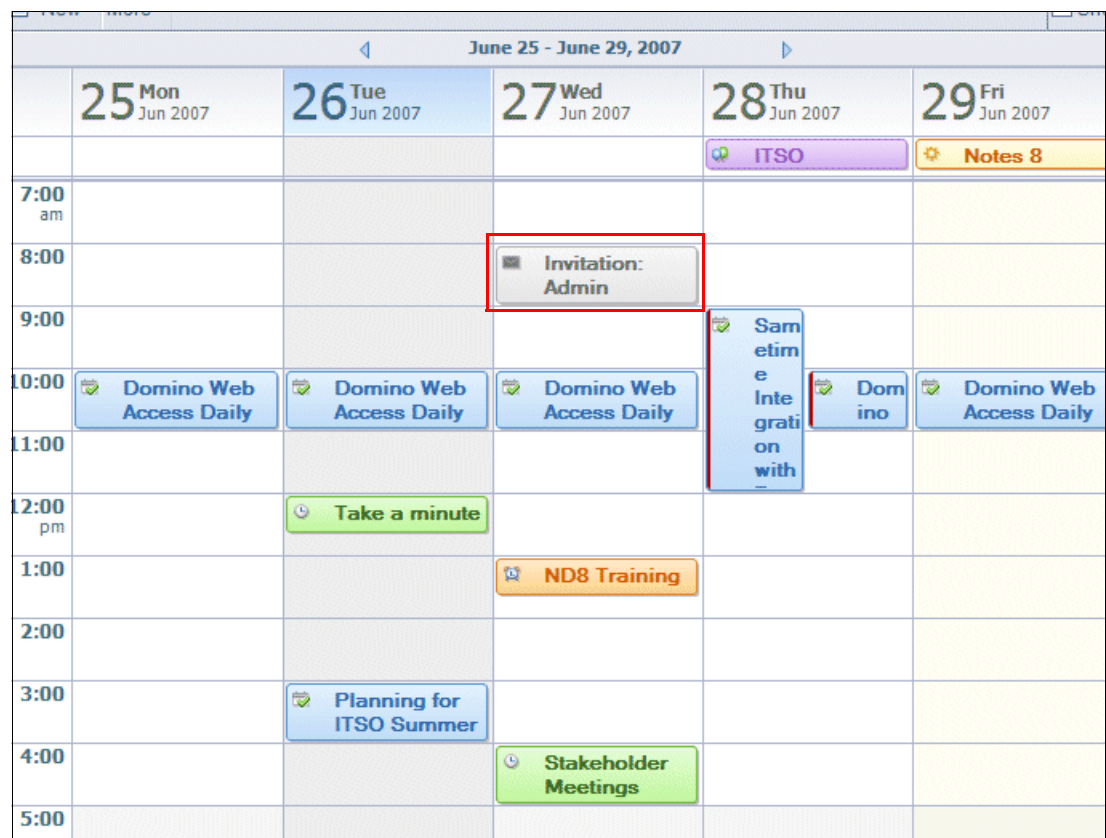 New More
June 25 - June 29, 2007
25 Mon
Jun 2007
26 Tue
Jun 2007
27 Wed
Jun 2007
28 Thu
Jun 2007
29 Fri
Jun 2007
ITSO
Notes 8
7:00
am
8:00
Invitation:
Admin
9:00
Sam
etim
e
Inte
grati
on
with
10:00
Domino Web
Access Daily
Domino Web
Access Daily
Domino Web
Access Daily
Dom
ino
Domino Web
Access Daily
11:00
12:00
pm
Take a minute
1:00
ND8 Training
2:00
3:00
Planning for
ITSO Summer
4:00
Stakeholder
Meetings
5:00